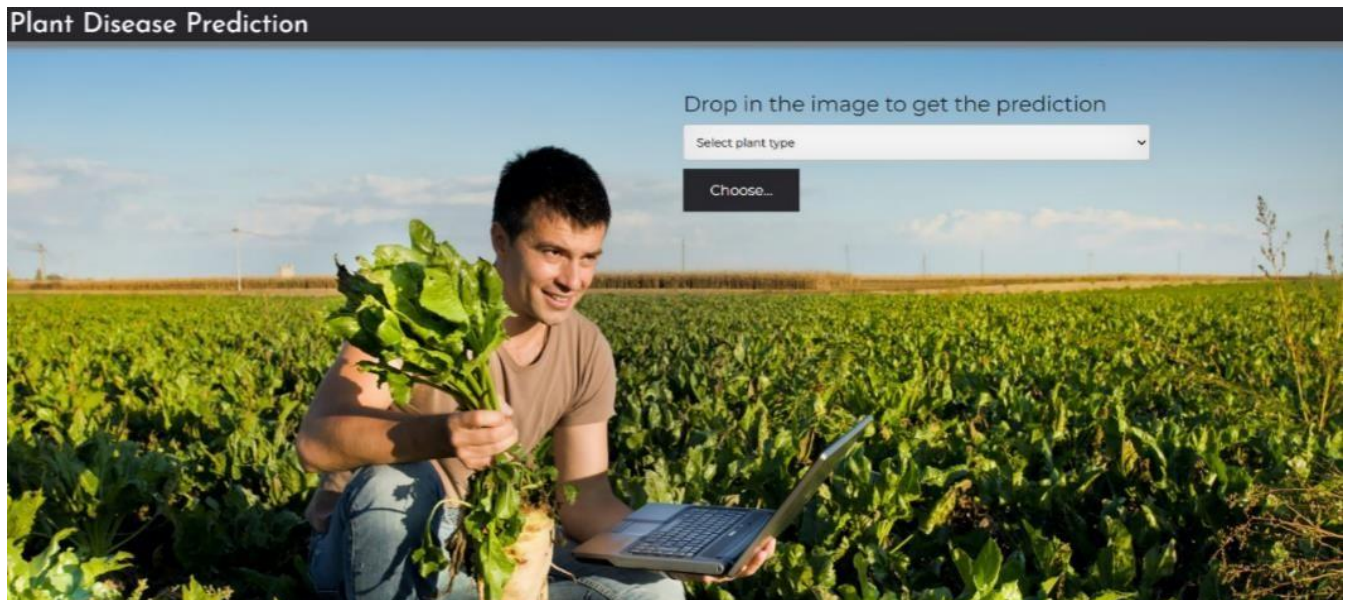 Plant Disease Prediction
Drop in the image to get the prediction
Select plant type
Choose...